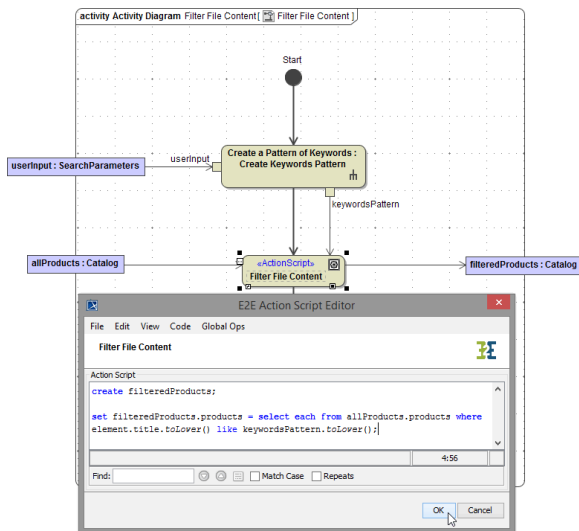 activity Activity Diagram Filter File Content [ Filter File Content ]
Start
Create a Pattern of Keywords :
Create Keywords Pattern
userInput : SearchParameters
userInput
keywordsPattern
allProducts : Catalog
«ActionScript»
Filter File Content
filteredProducts : Catalog
E2E Action Script Editor
File Edit View Code Global Ops
Filter File Content
Action Script
create filteredProducts;
set filteredProducts.products = select each from allProducts.products where
element.title.toLover() like keywordsPattern.toLover();
4:56
Find: Match Case Repeats
OK Cancel